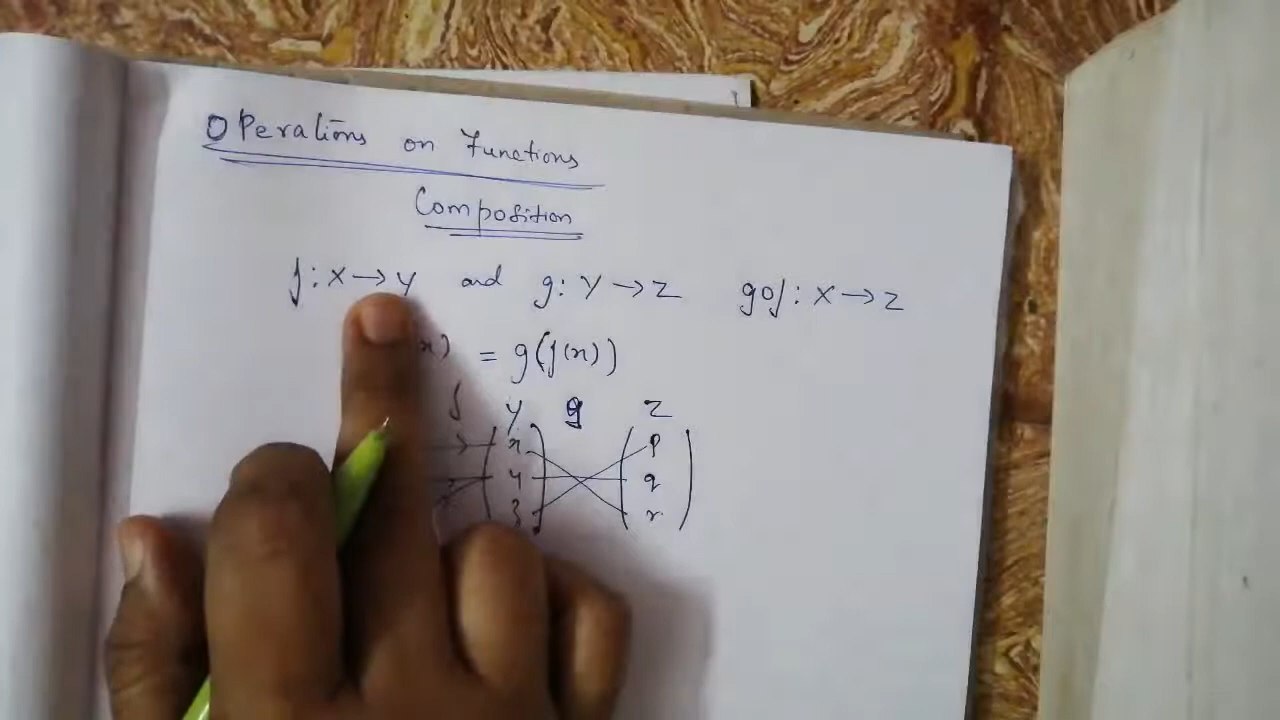 Operations on Functions
Composition
f: X → Y and g: Y → Z gof: X → Z
x) = g(f(x))
f Y g Z
x p
y q
z r